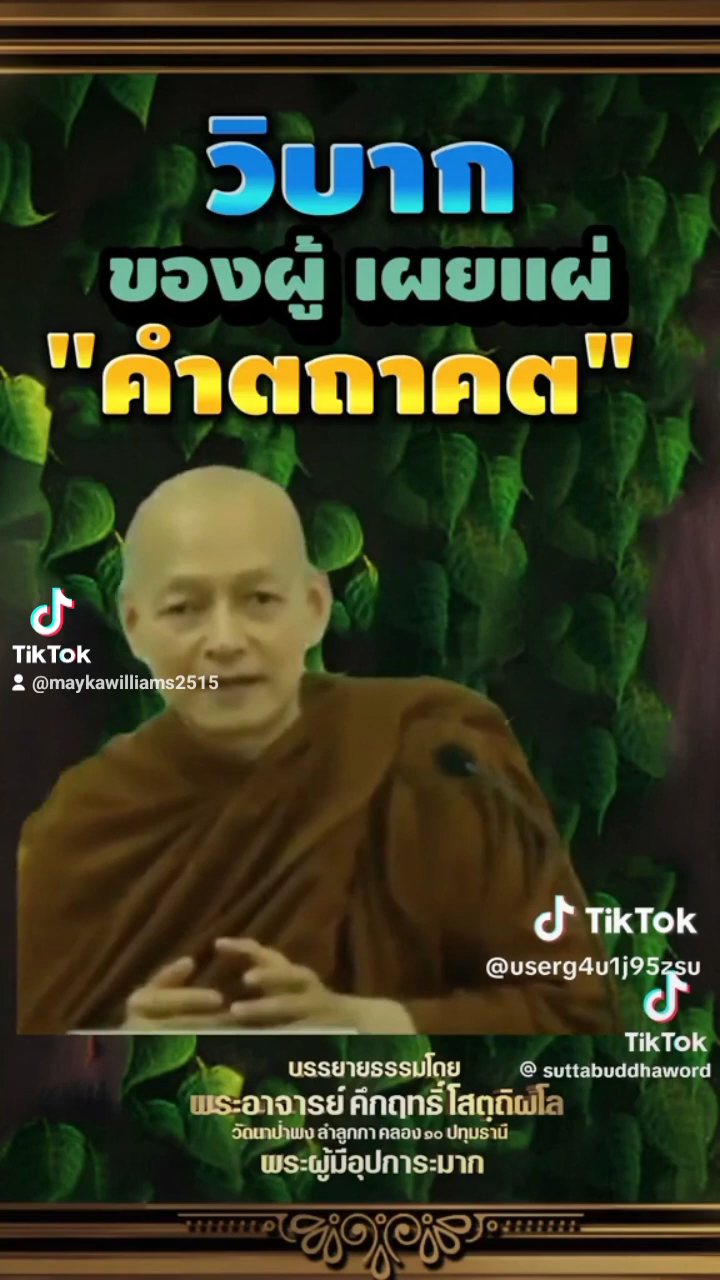 วิบาก
ของผู้ เผยแผ่
"คำตถาคต"
TikTok
@maykawilliams2515
TikTok
@userg4u1j95zsu
TikTok
@ suttabuddhaword
บรรยายธรรมโดย
พระอาจารย์ คึกฤทธิ์ โสตฺถิผโล
วัดนาป่าพง ลำลูกกา คลอง ๑๐ ปทุมธานี
พระผู้มีอุปการะมาก